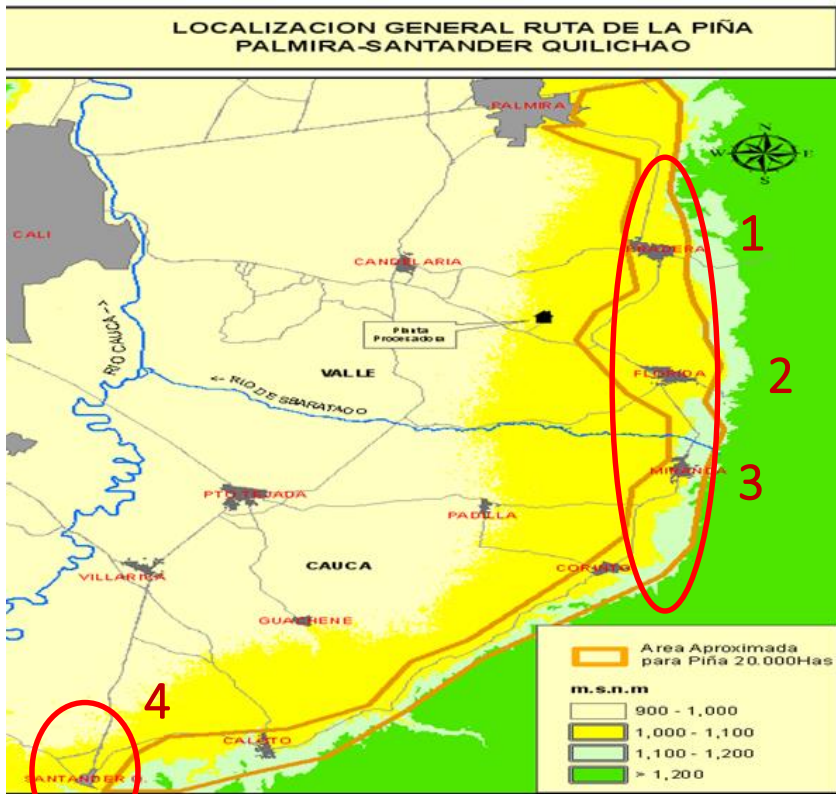 LOCALIZACION GENERAL RUTA DE LA PIÑA
PALMIRA-SANTANDER QUILICHAO
PALMIRA
N
W E
S
CALI
1
PRADERA
CANDELARIA
RIO CAUCA-->
Planta
Procesadora
VALLE
FLORIDA
2
<-- RIO DESBARATADO
MIRANDA
3
PTO TEJADA
PADILLA
CAUCA
CORINTO
VILLARICA
GUACHENE
4
CALOTO
SANTANDER Q.
Area Aproximada
para Piña 20.000Has
m.s.n.m
900 - 1,000
1,000 - 1,100
1,100 - 1,200
> 1,200